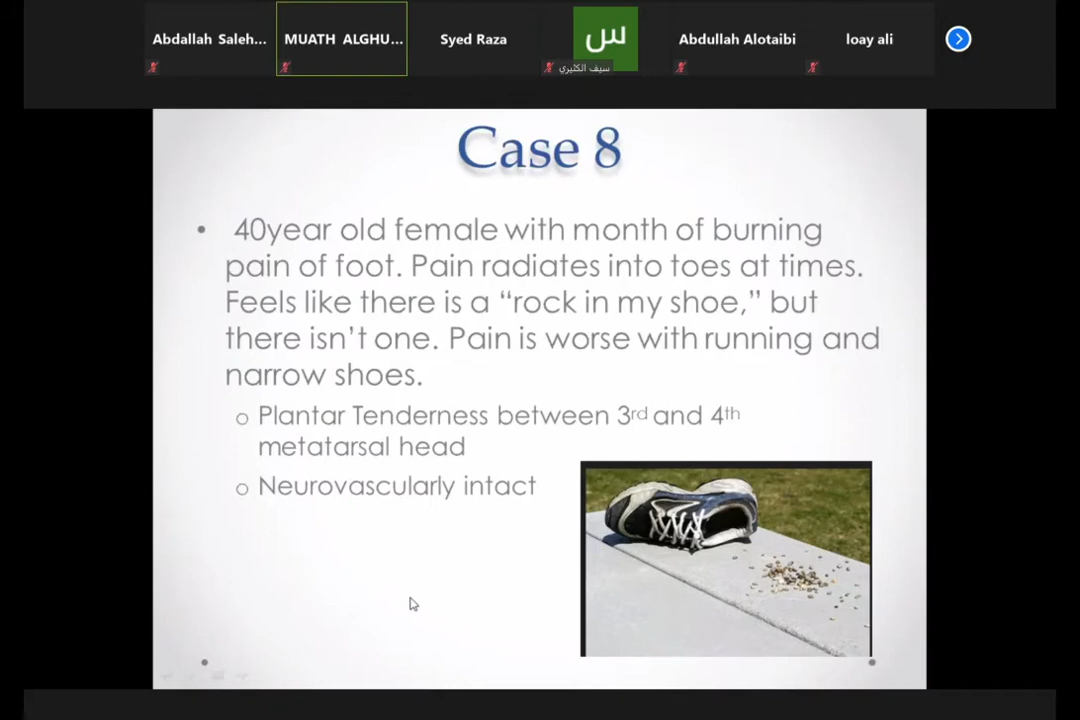 Abdallah Saleh...
MUATH ALGHU...
Syed Raza
س
Abdullah Alotaibi
loay ali
سيف الكثيري
Case 8
• 40year old female with month of burning
pain of foot. Pain radiates into toes at times.
Feels like there is a “rock in my shoe,” but
there isn’t one. Pain is worse with running and
narrow shoes.
o Plantar Tenderness between 3rd and 4th
metatarsal head
o Neurovascularly intact